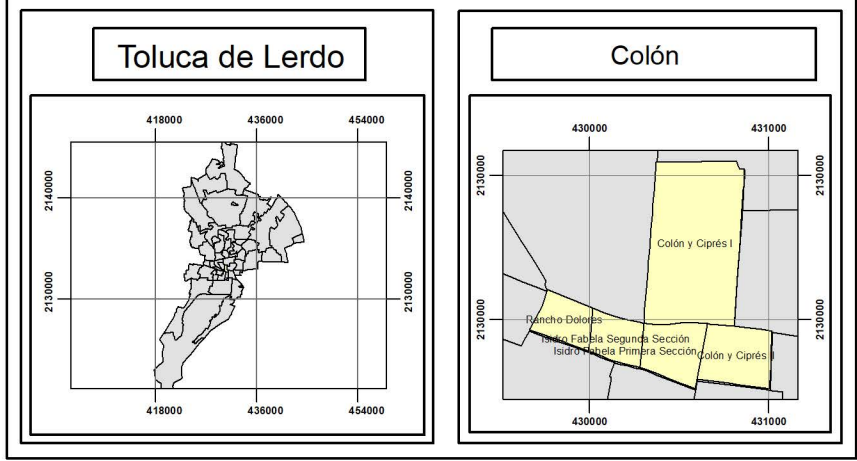 Toluca de Lerdo
418000 436000 454000
2140000 2140000
2130000 2130000
418000 436000 454000
Colón
430000 431000
2130000 2130000
Colón y Ciprés I
2130000 2130000
Rancho Dolores
Isidro Fabela Segunda Sección
Isidro Fabela Primera Sección
Colón y Ciprés II
430000 431000